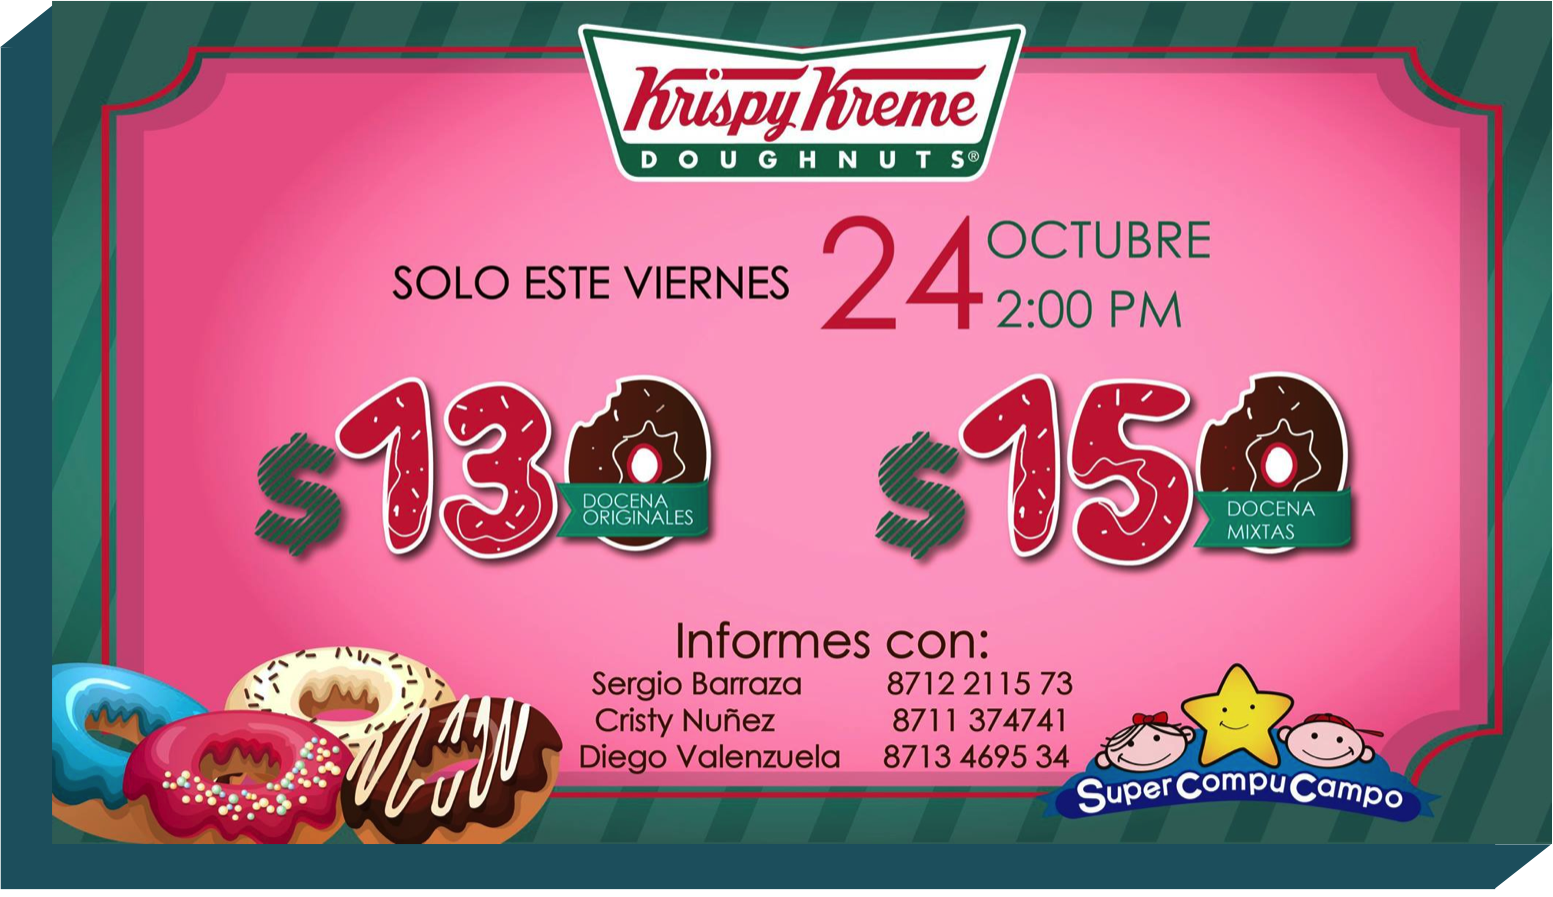 Krispy Kreme
DOUGHNUTS®
SOLO ESTE VIERNES
24
OCTUBRE
2:00 PM
$130
DOCENA
ORIGINALES
$150
DOCENA
MIXTAS
Informes con:
Sergio Barraza 8712 2115 73
Cristy Nuñez 8711 374741
Diego Valenzuela 8713 4695 34
SuperCompuCampo